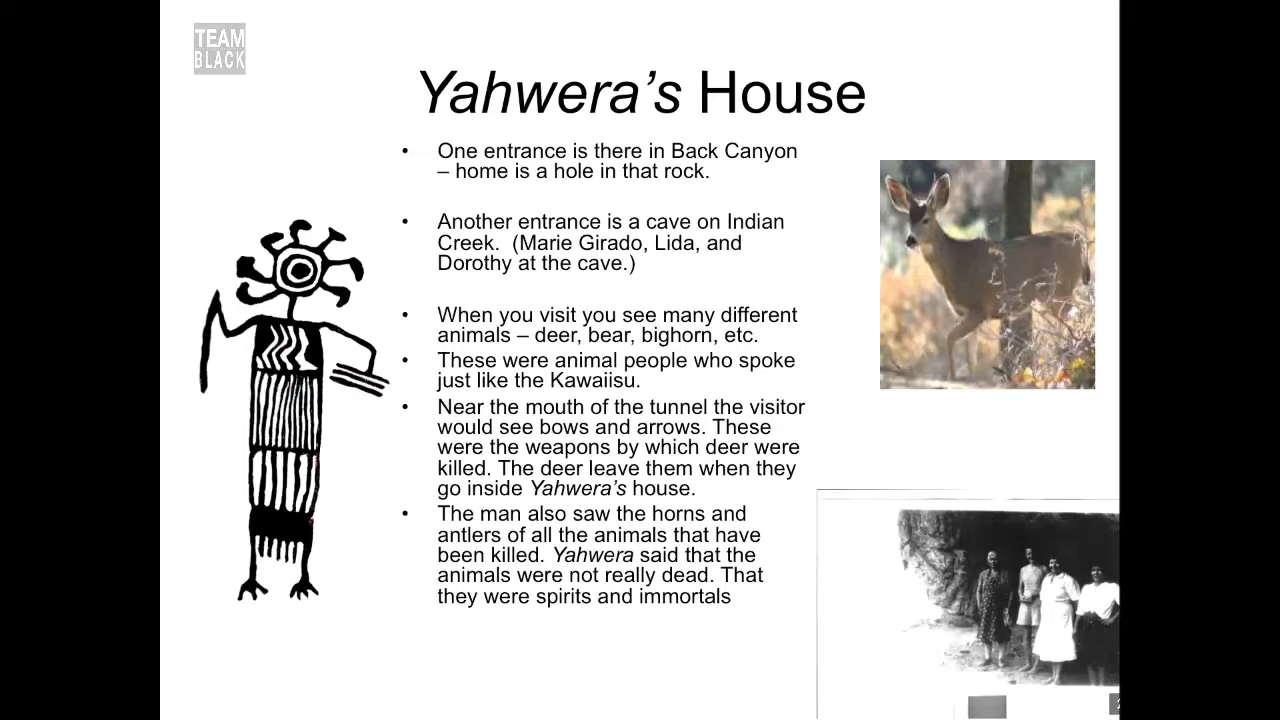 TEAM
BLACK
Yahwera’s House
• One entrance is there in Back Canyon
– home is a hole in that rock.
• Another entrance is a cave on Indian
Creek.  (Marie Girado, Lida, and
Dorothy at the cave.)
• When you visit you see many different
animals – deer, bear, bighorn, etc.
• These were animal people who spoke
just like the Kawaiisu.
• Near the mouth of the tunnel the visitor
would see bows and arrows. These
were the weapons by which deer were
killed. The deer leave them when they
go inside Yahwera’s house.
• The man also saw the horns and
antlers of all the animals that have
been killed. Yahwera said that the
animals were not really dead. That
they were spirits and immortals